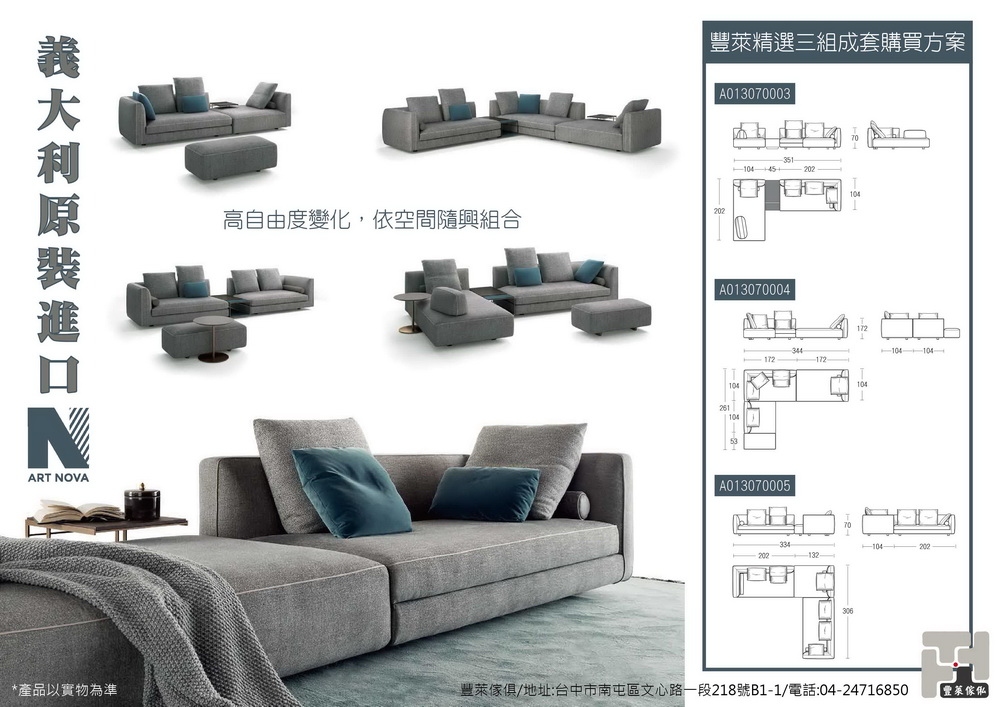 義大利原裝進口
N
ART NOVA
高自由度變化，依空間隨興組合
豐萊精選三組成套購買方案
A013070003
70
351
104 45 202
202
104
A013070004
172
344
172 172
104 104
104
104
261
104
53
A013070005
70
334
202 132
104 202
306
*產品以實物為準
豐萊傢俱/地址:台中市南屯區文心路一段218號B1-1/電話:04-24716850
豐萊傢俬